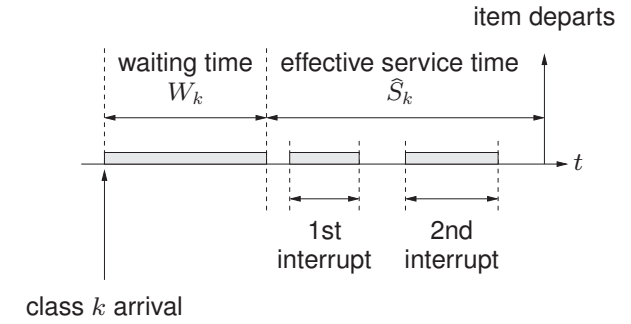 item departs
waiting time
W_k
effective service time
Ŝ_k
t
1st
interrupt
2nd
interrupt
class k arrival